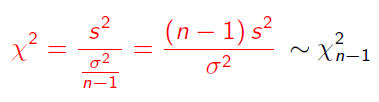 χ² = s² / (σ² / (n−1)) = (n − 1) s² / σ² ∼ χ²ₙ₋₁